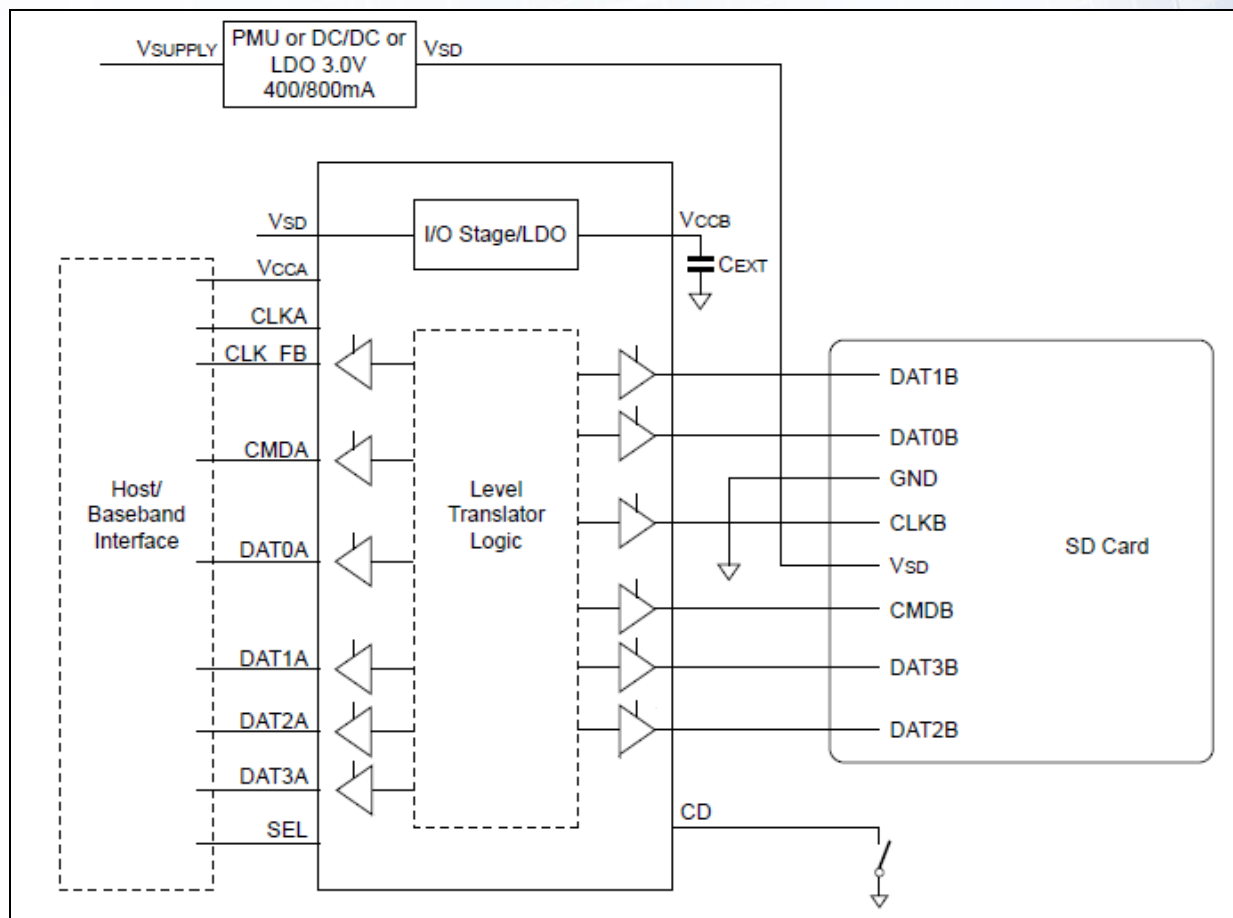 VSUPPLY
PMU or DC/DC or
LDO 3.0V
400/800mA
VSD
VSD
I/O Stage/LDO
VCCB
CEXT
VCCA
CLKA
CLK_FB
CMDA
DAT0A
DAT1A
DAT2A
DAT3A
SEL
Host/
Baseband
Interface
Level
Translator
Logic
DAT1B
DAT0B
GND
CLKB
VSD
CMDB
DAT3B
DAT2B
SD Card
CD